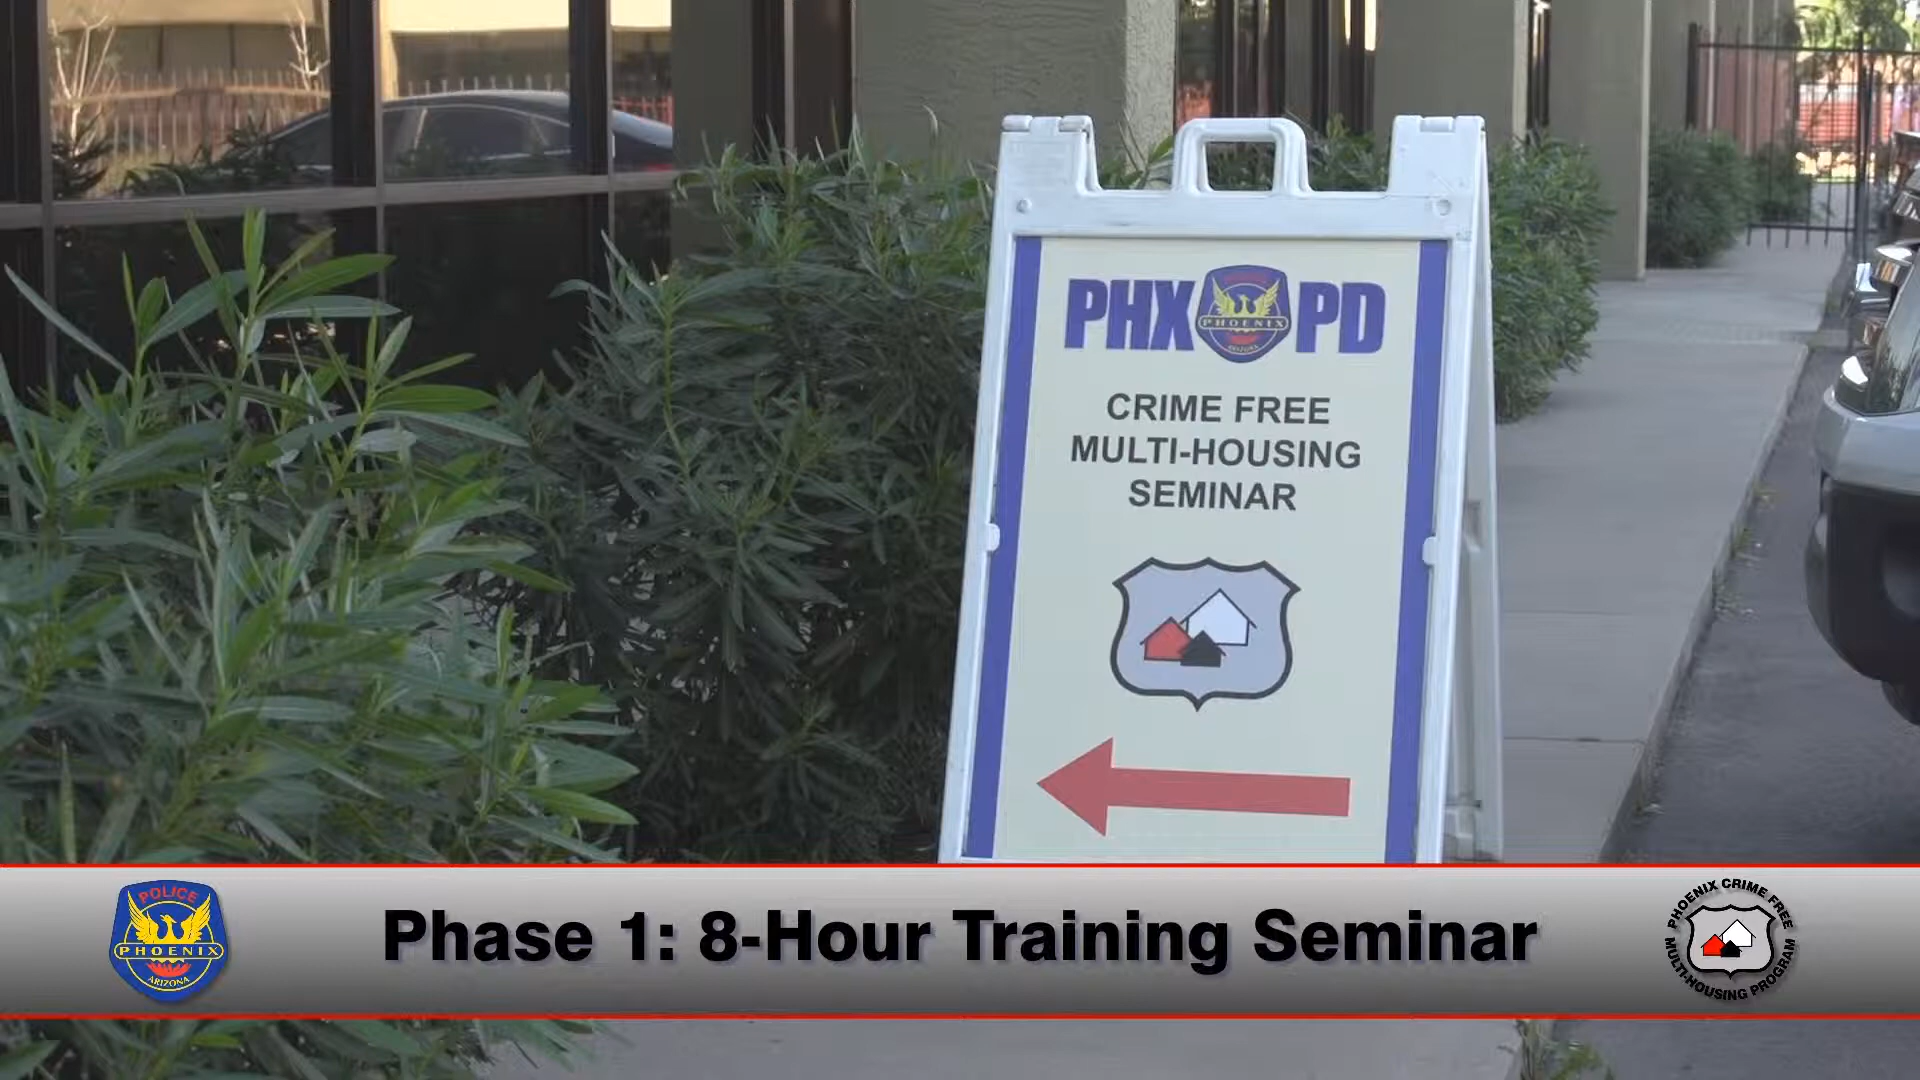 PHX PD
PHOENIX
ARIZONA
CRIME FREE
MULTI-HOUSING
SEMINAR
POLICE
PHOENIX
ARIZONA
Phase 1: 8-Hour Training Seminar
PHOENIX CRIME FREE
MULTI-HOUSING PROGRAM